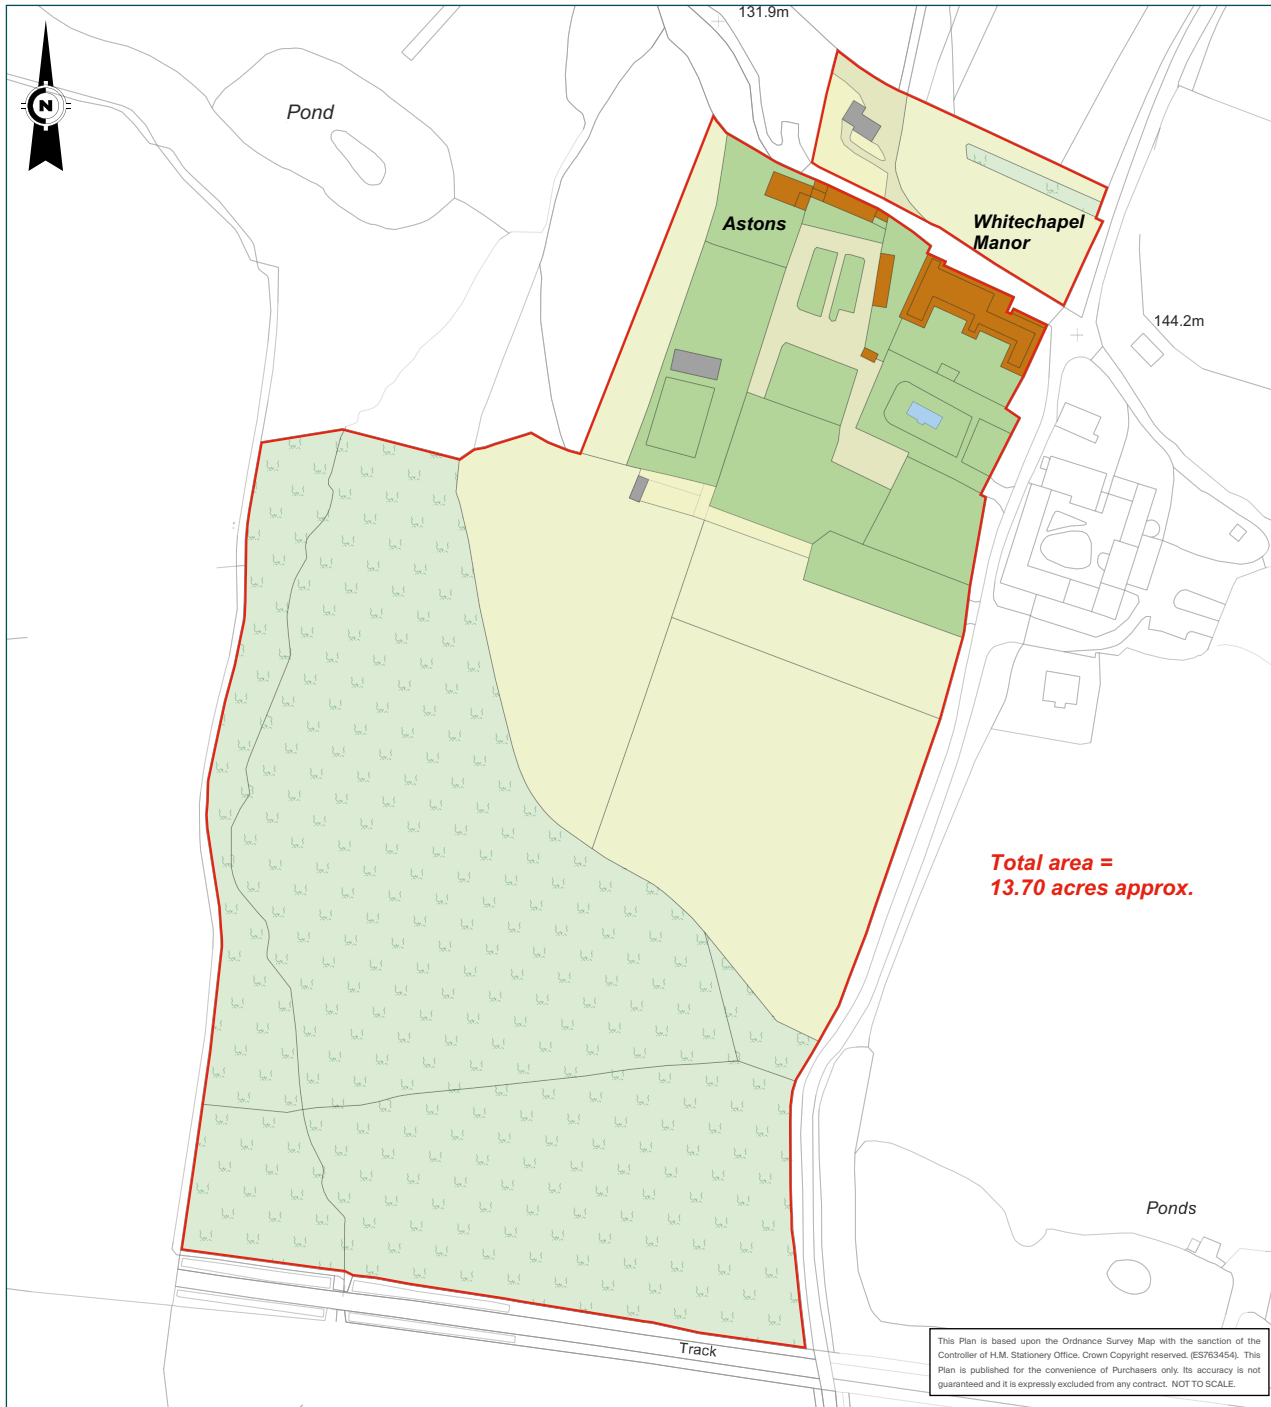 131.9m
N
Pond
Astons
Whitechapel
Manor
144.2m
Total area =
13.70 acres approx.
Ponds
Track
This Plan is based upon the Ordnance Survey Map with the sanction of the
Controller of H.M. Stationery Office. Crown Copyright reserved. (ES763454). This
Plan is published for the convenience of Purchasers only. Its accuracy is not
guaranteed and it is expressly excluded from any contract. NOT TO SCALE.